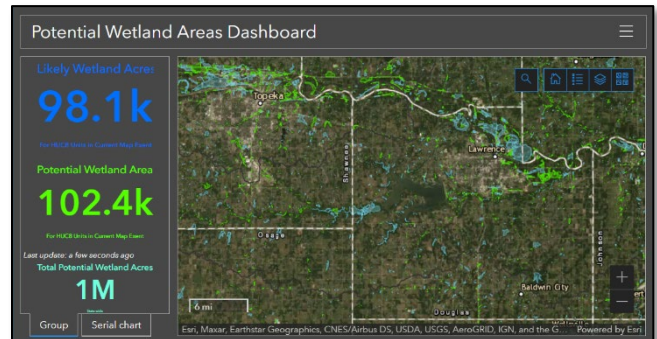 Potential Wetland Areas Dashboard
Likely Wetland Acres
98.1k
For HUC8 Units in Current Map Extent
Potential Wetland Area
102.4k
For HUC8 Units in Current Map Extent
Last update: a few seconds ago
Total Potential Wetland Acres
1M
Group
Serial chart
Topeka
Lawrence
Shawnee
Osage
Johnson
Baldwin City
Douglas
6 mi
+
−
Esri, Maxar, Earthstar Geographics, CNES/Airbus DS, USDA, USGS, AeroGRID, IGN, and the G...
Powered by Esri